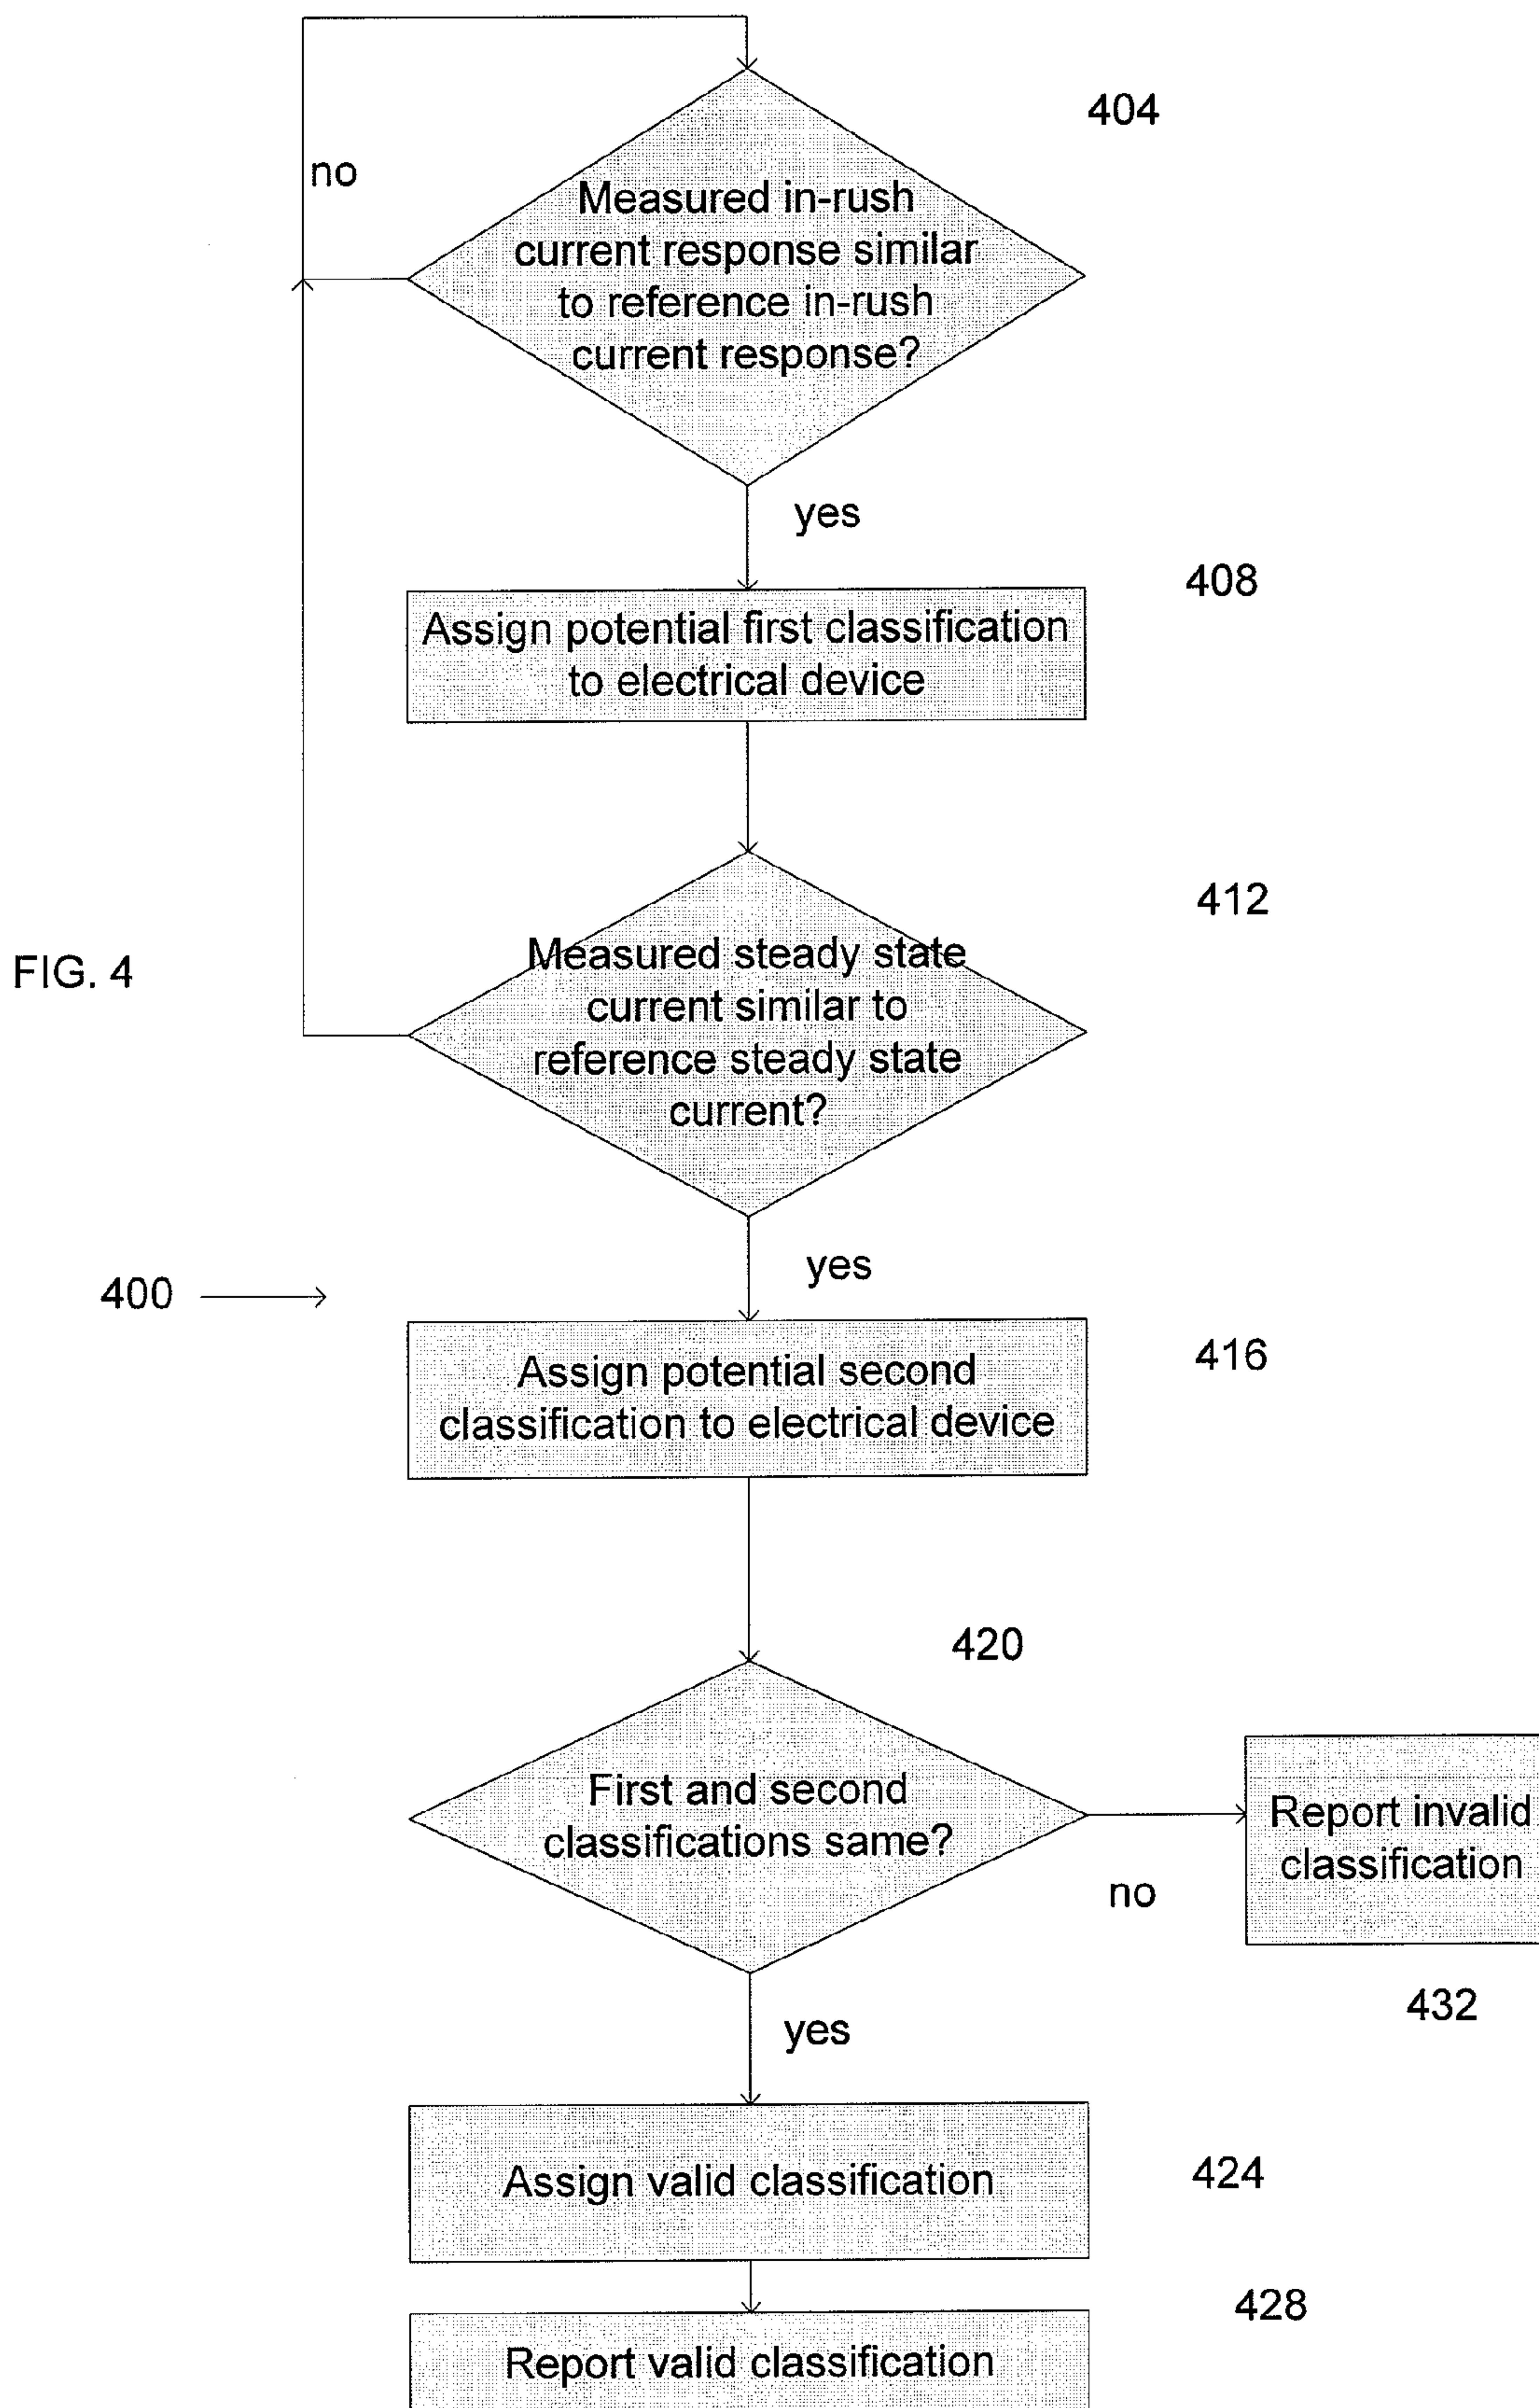 404
no
Measured in-rush
current response similar
to reference in-rush
current response?
yes
408
Assign potential first classification
to electrical device
412
FIG. 4
Measured steady state
current similar to
reference steady state
current?
yes
400
416
Assign potential second
classification to electrical device
420
First and second
classifications same?
Report invalid
classification
no
432
yes
Assign valid classification
424
428
Report valid classification